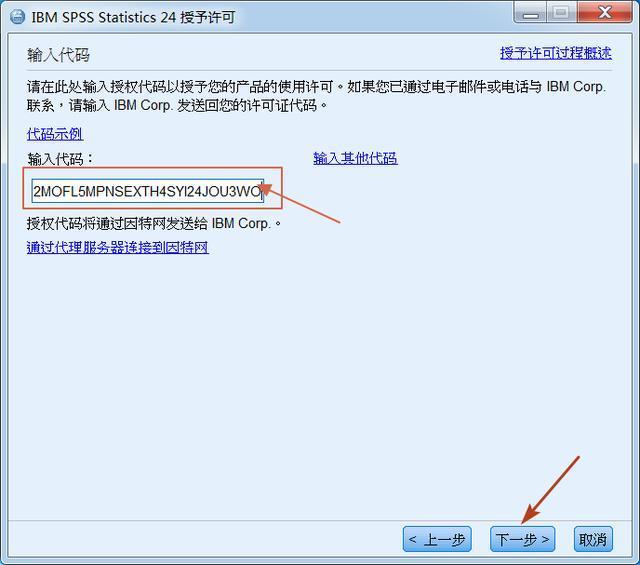 IBM SPSS Statistics 24 授予许可
输入代码
授予许可过程概述
请在此处输入授权代码以授予您的产品的使用许可。如果您已通过电子邮件或电话与 IBM Corp.
联系，请输入 IBM Corp. 发送回您的许可证代码。
代码示例
输入代码：
输入其他代码
2MOFL5MPNSEXTH4SYI24JOU3WO
授权代码将通过因特网发送给 IBM Corp.。
通过代理服务器连接到因特网
< 上一步
下一步 >
取消